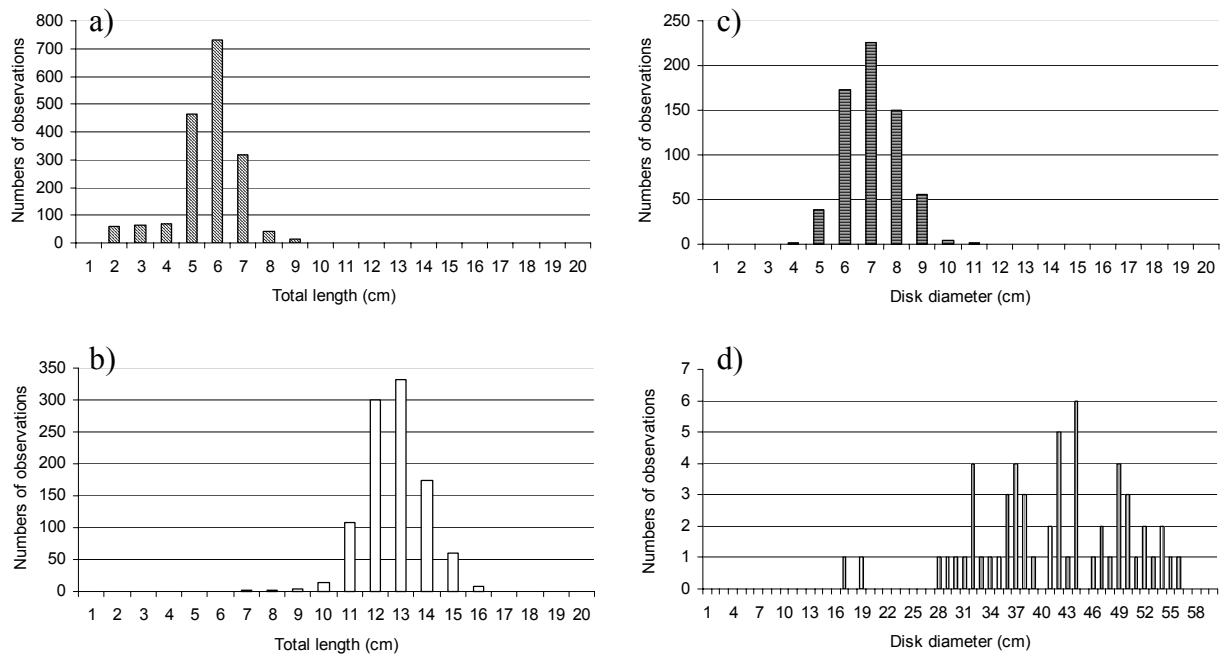 a)
Numbers of observations
800
700
600
500
400
300
200
100
0
1 2 3 4 5 6 7 8 9 10 11 12 13 14 15 16 17 18 19 20
Total length (cm)
c)
Numbers of observations
250
200
150
100
50
0
1 2 3 4 5 6 7 8 9 10 11 12 13 14 15 16 17 18 19 20
Disk diameter (cm)
b)
Numbers of observations
350
300
250
200
150
100
50
0
1 2 3 4 5 6 7 8 9 10 11 12 13 14 15 16 17 18 19 20
Total length (cm)
d)
Numbers of observations
7
6
5
4
3
2
1
0
1 4 7 10 13 16 19 22 25 28 31 34 37 40 43 46 49 52 55 58
Disk diameter (cm)